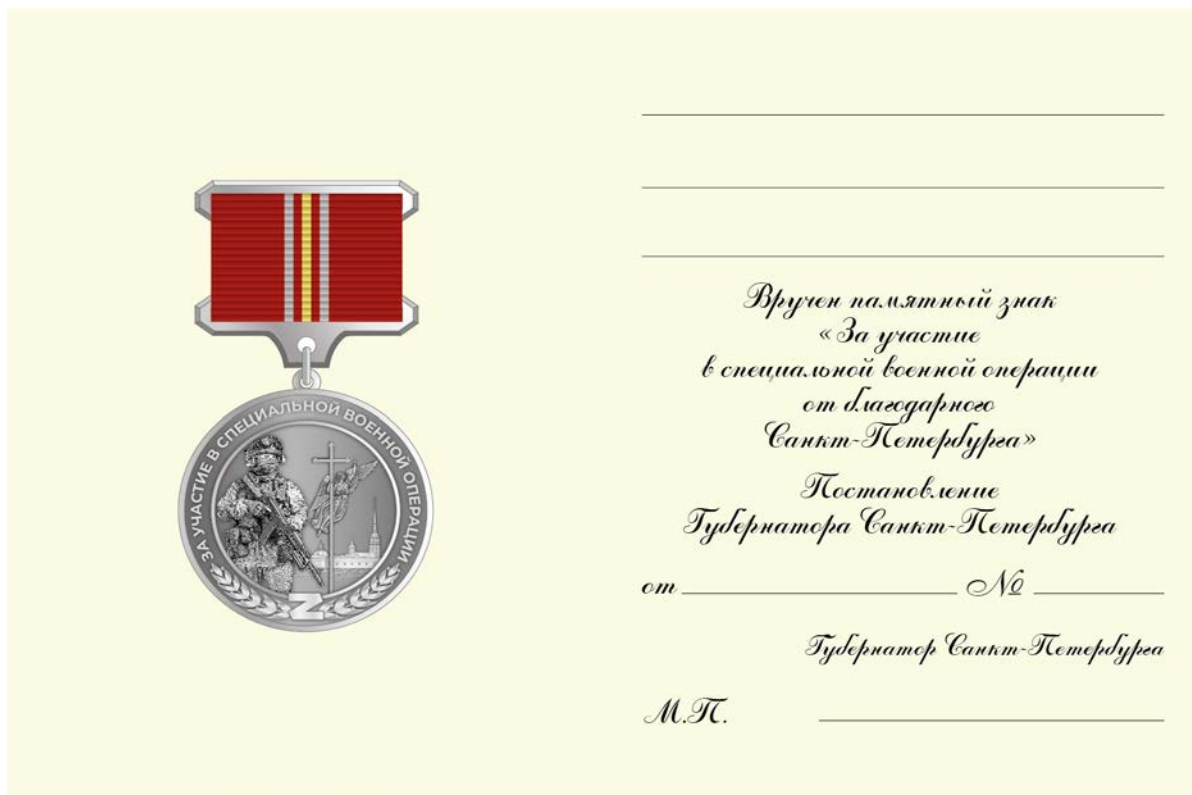 ЗА УЧАСТИЕ В СПЕЦИАЛЬНОЙ ВОЕННОЙ ОПЕРАЦИИ
Z
Вручен памятный знак
«За участие
в специальной военной операции
от благодарного
Санкт-Петербурга»
Постановление
Губернатора Санкт-Петербурга
от № 
Губернатор Санкт-Петербурга
М.П.